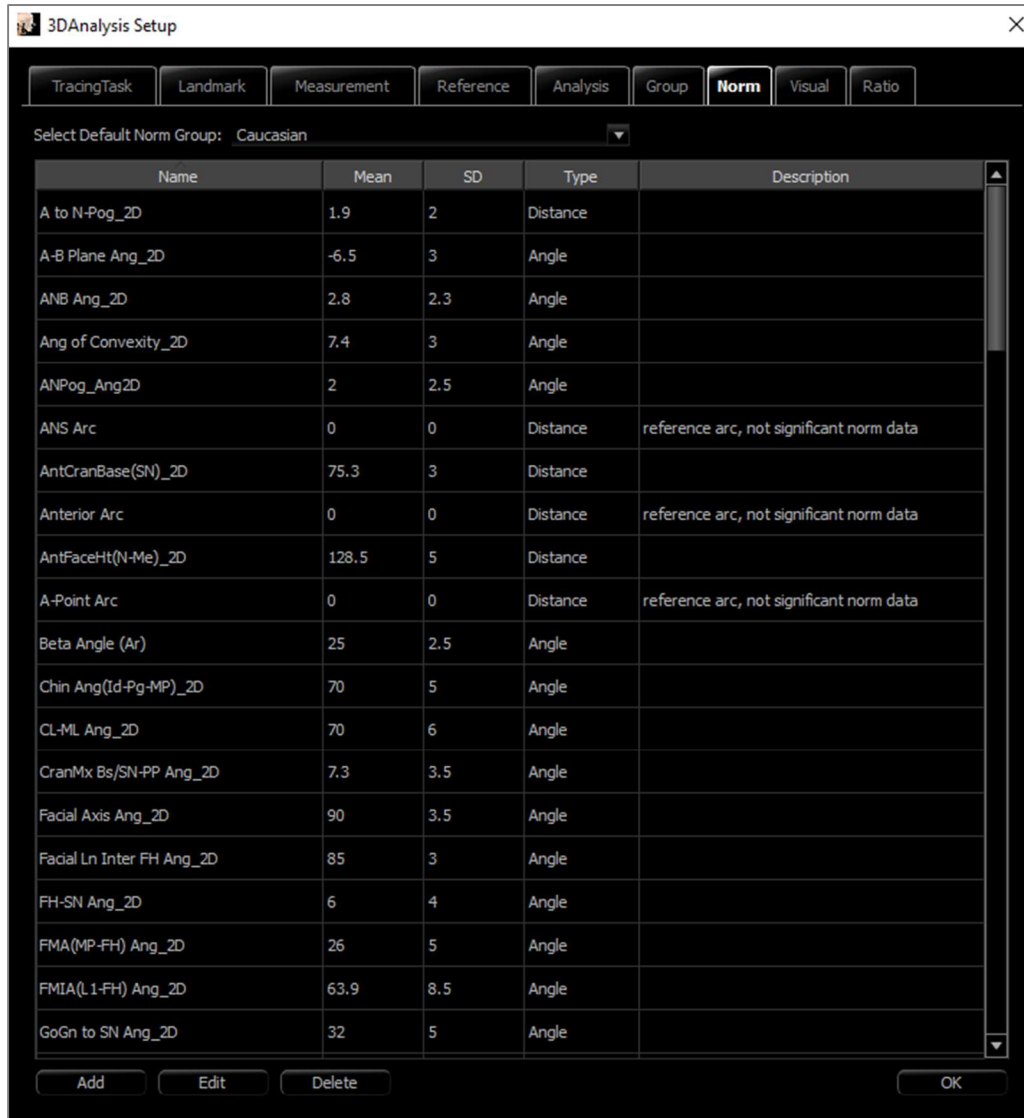 3DAnalysis Setup
TracingTask Landmark Measurement Reference Analysis Group Norm Visual Ratio
Select Default Norm Group: Caucasian
Name Mean SD Type Description
A to N-Pog_2D 1.9 2 Distance
A-B Plane Ang_2D -6.5 3 Angle
ANB Ang_2D 2.8 2.3 Angle
Ang of Convexity_2D 7.4 3 Angle
ANPog_Ang2D 2 2.5 Angle
ANS Arc 0 0 Distance reference arc, not significant norm data
AntCranBase(SN)_2D 75.3 3 Distance
Anterior Arc 0 0 Distance reference arc, not significant norm data
AntFaceHt(N-Me)_2D 128.5 5 Distance
A-Point Arc 0 0 Distance reference arc, not significant norm data
Beta Angle (Ar) 25 2.5 Angle
Chin Ang(Id-Pg-MP)_2D 70 5 Angle
CL-ML Ang_2D 70 6 Angle
CranMx Bs/SN-PP Ang_2D 7.3 3.5 Angle
Facial Axis Ang_2D 90 3.5 Angle
Facial Ln Inter FH Ang_2D 85 3 Angle
FH-SN Ang_2D 6 4 Angle
FMA(MP-FH) Ang_2D 26 5 Angle
FMIA(L1-FH) Ang_2D 63.9 8.5 Angle
GoGn to SN Ang_2D 32 5 Angle
Add Edit Delete OK